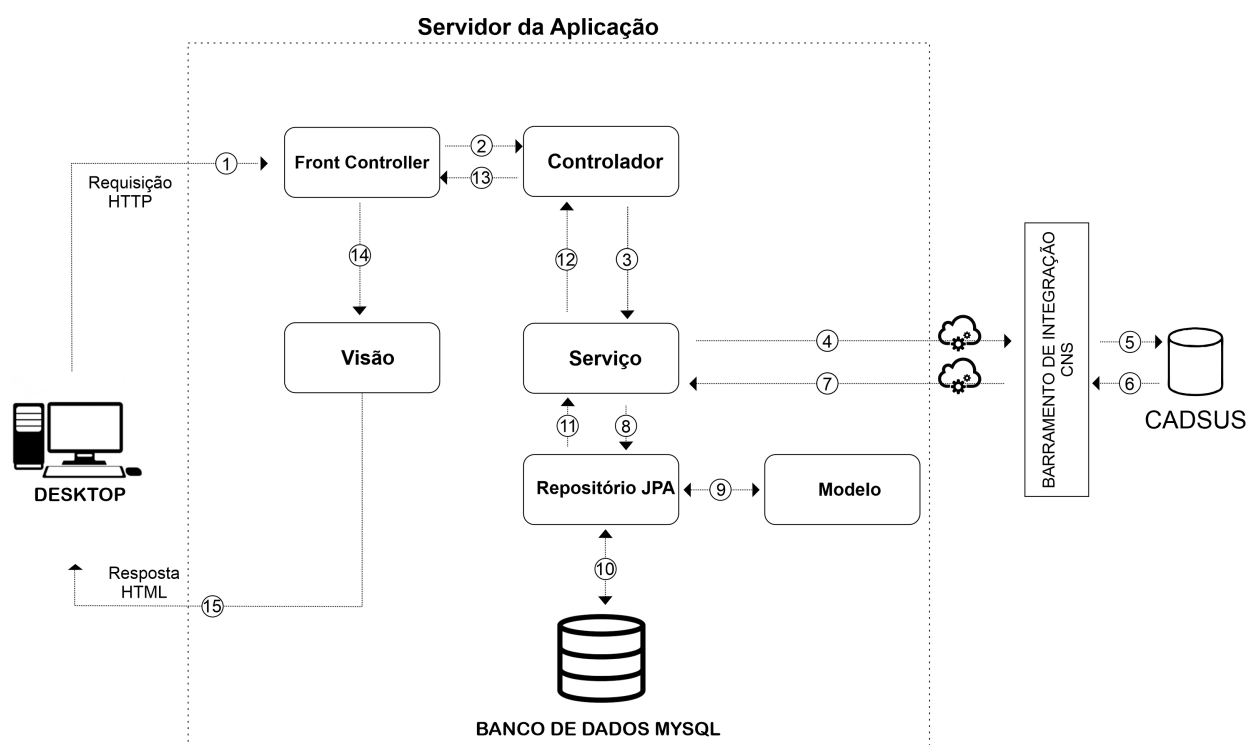 Servidor da Aplicação
1
Requisição
HTTP
Front Controller
2
13
Controlador
14
12
3
Visão
Serviço
4
7
BARRAMENTO DE INTEGRAÇÃO
CNS
5
6
CADSUS
DESKTOP
11
8
Repositório JPA
9
Modelo
10
Resposta
HTML
15
BANCO DE DADOS MYSQL